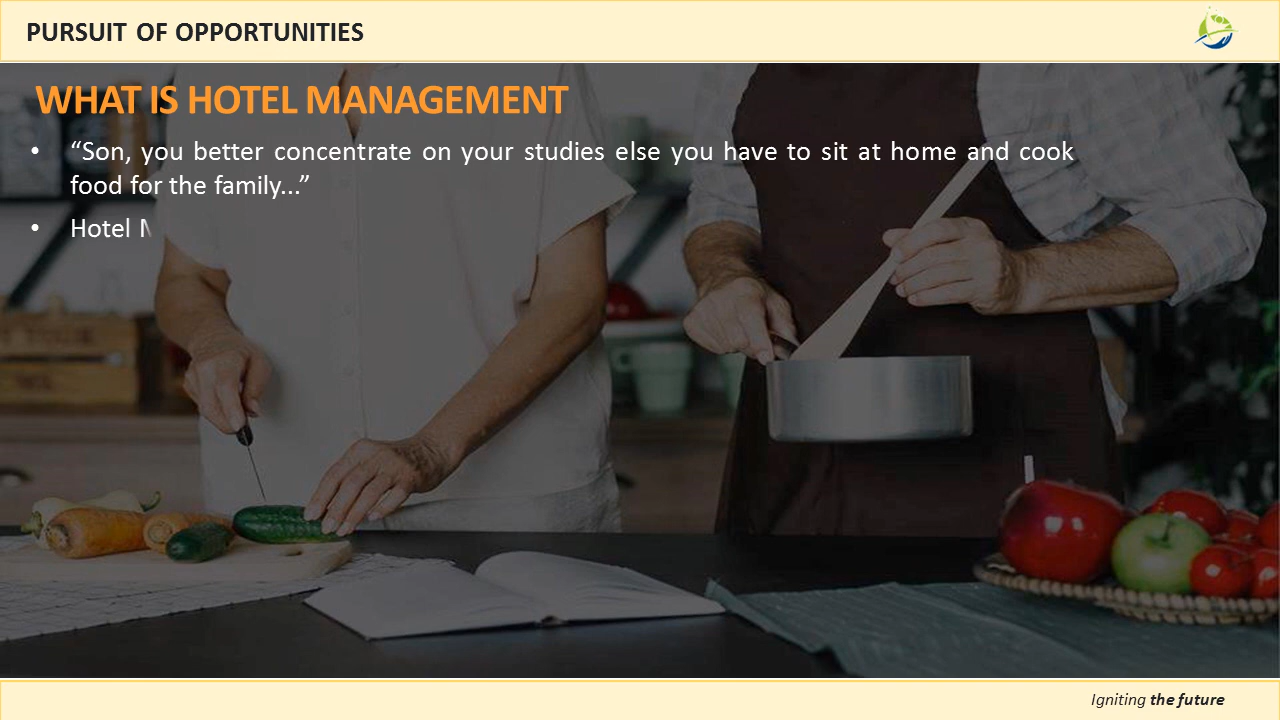 PURSUIT OF OPPORTUNITIES
WHAT IS HOTEL MANAGEMENT
• “Son, you better concentrate on your studies else you have to sit at home and cook
food for the family...”
• Hotel
Igniting the future